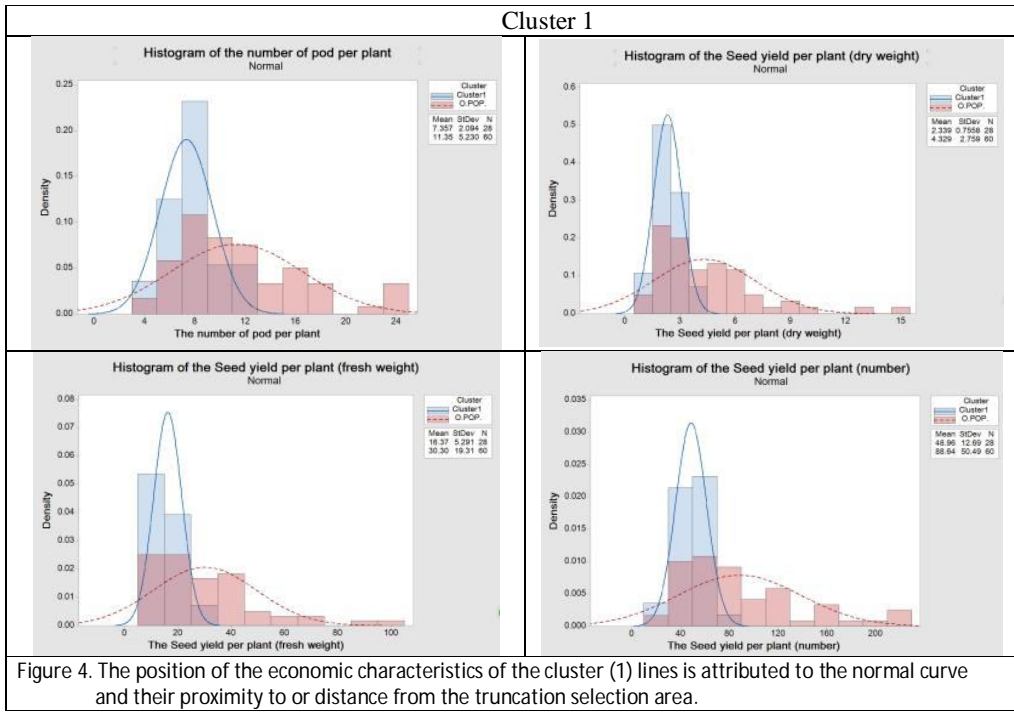 Cluster 1
Histogram of the number of pod per plant
Normal
0.25
0.20
0.15
0.10
0.05
0.00
Density
0 4 8 12 16 20 24
The number of pod per plant
Cluster
Cluster1
O.POP.
Mean StDev N
7.357 2.094 28
11.35 5.230 60
Histogram of the Seed yield per plant (dry weight)
Normal
0.6
0.5
0.4
0.3
0.2
0.1
0.0
Density
0 3 6 9 12 15
The Seed yield per plant (dry weight)
Cluster
Cluster1
O.POP.
Mean StDev N
2.339 0.7558 28
4.329 2.759 60
Histogram of the Seed yield per plant (fresh weight)
Normal
0.08
0.07
0.06
0.05
0.04
0.03
0.02
0.01
0.00
Density
0 20 40 60 80 100
The Seed yield per plant (fresh weight)
Cluster
Cluster1
O.POP.
Mean StDev N
16.37 5.291 28
30.30 19.31 60
Histogram of the Seed yield per plant (number)
Normal
0.035
0.030
0.025
0.020
0.015
0.010
0.005
0.000
Density
0 40 80 120 160 200
The Seed yield per plant (number)
Cluster
Cluster1
O.POP.
Mean StDev N
48.96 12.69 28
88.64 50.49 60
Figure 4. The position of the economic characteristics of the cluster (1) lines is attributed to the normal curve
and their proximity to or distance from the truncation selection area.